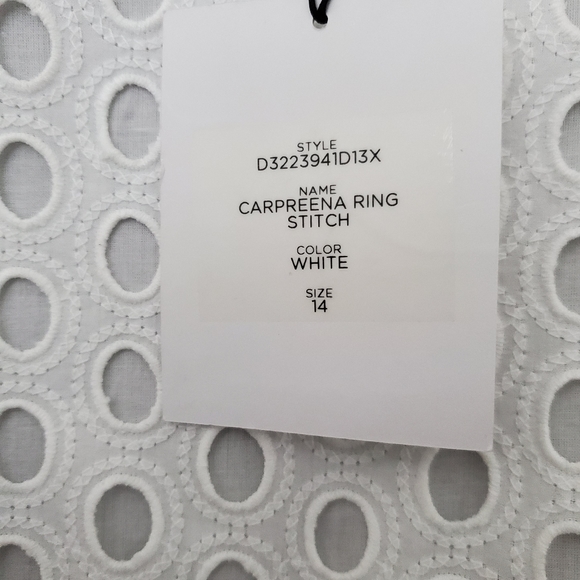 STYLE
D3223941D13X
NAME
CARPREENA RING
STITCH
COLOR
WHITE
SIZE
14